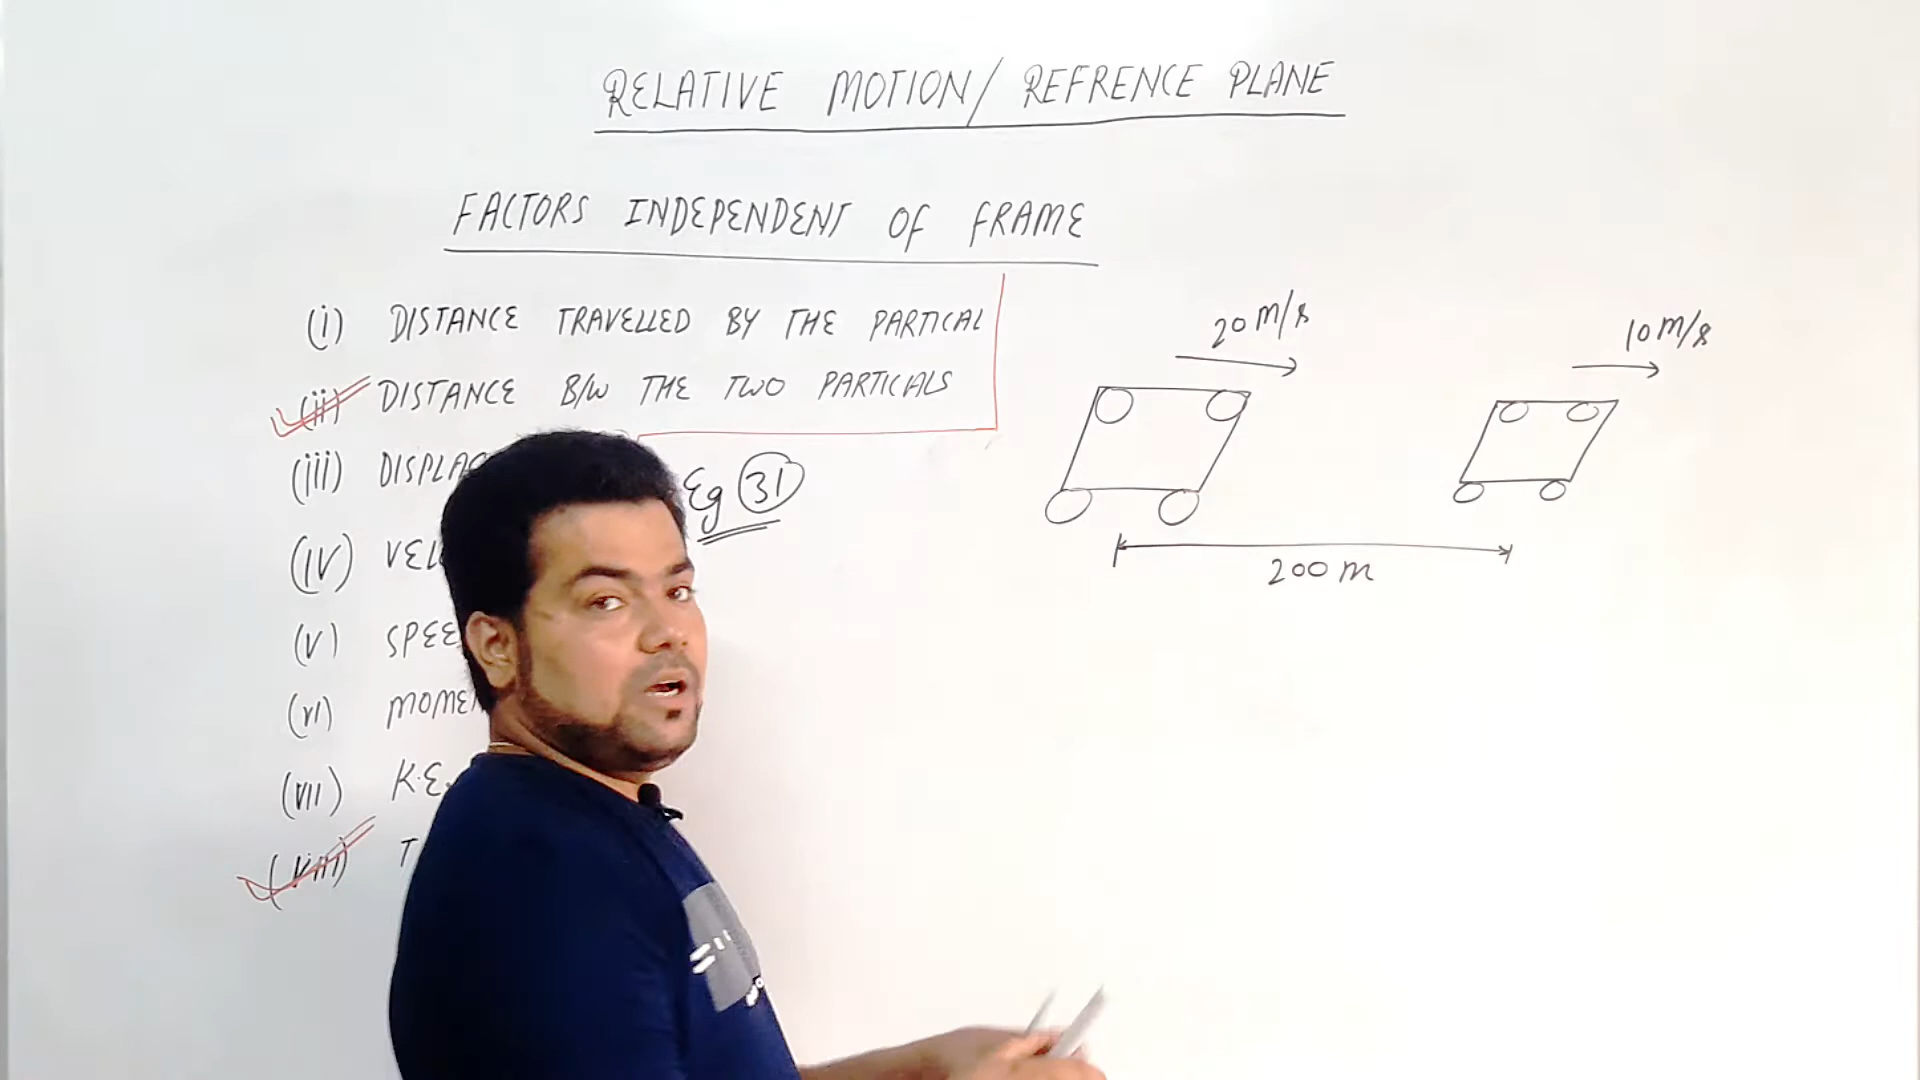 RELATIVE MOTION/ REFRENCE PLANE
FACTORS INDEPENDENT OF FRAME
(i) DISTANCE TRAVELLED BY THE PARTICAL
(ii) DISTANCE B/W THE TWO PARTICALS
(iii)
(IV)
(V)
(VI)
(VII) K.E.
(VIII)
Eg 31
20 m/s
10 m/s
200 m